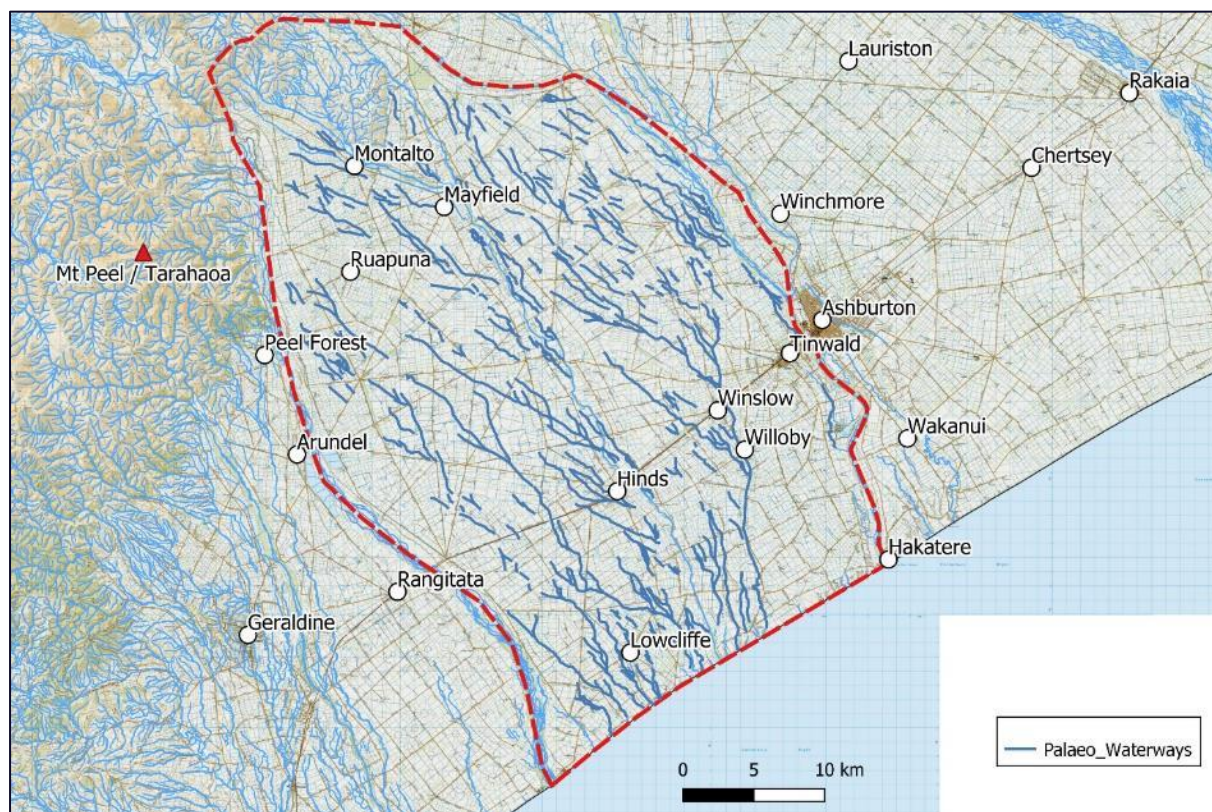 Lauriston
Rakaia
Montalto
Chertsey
Mayfield
Winchmore
Mt Peel / Tarahaoa
Ruapuna
Ashburton
Peel Forest
Tinwald
Winslow
Wakanui
Arundel
Willoby
Hinds
Hakatere
Rangitata
Geraldine
Lowcliffe
Palaeo_Waterways
0 5 10 km